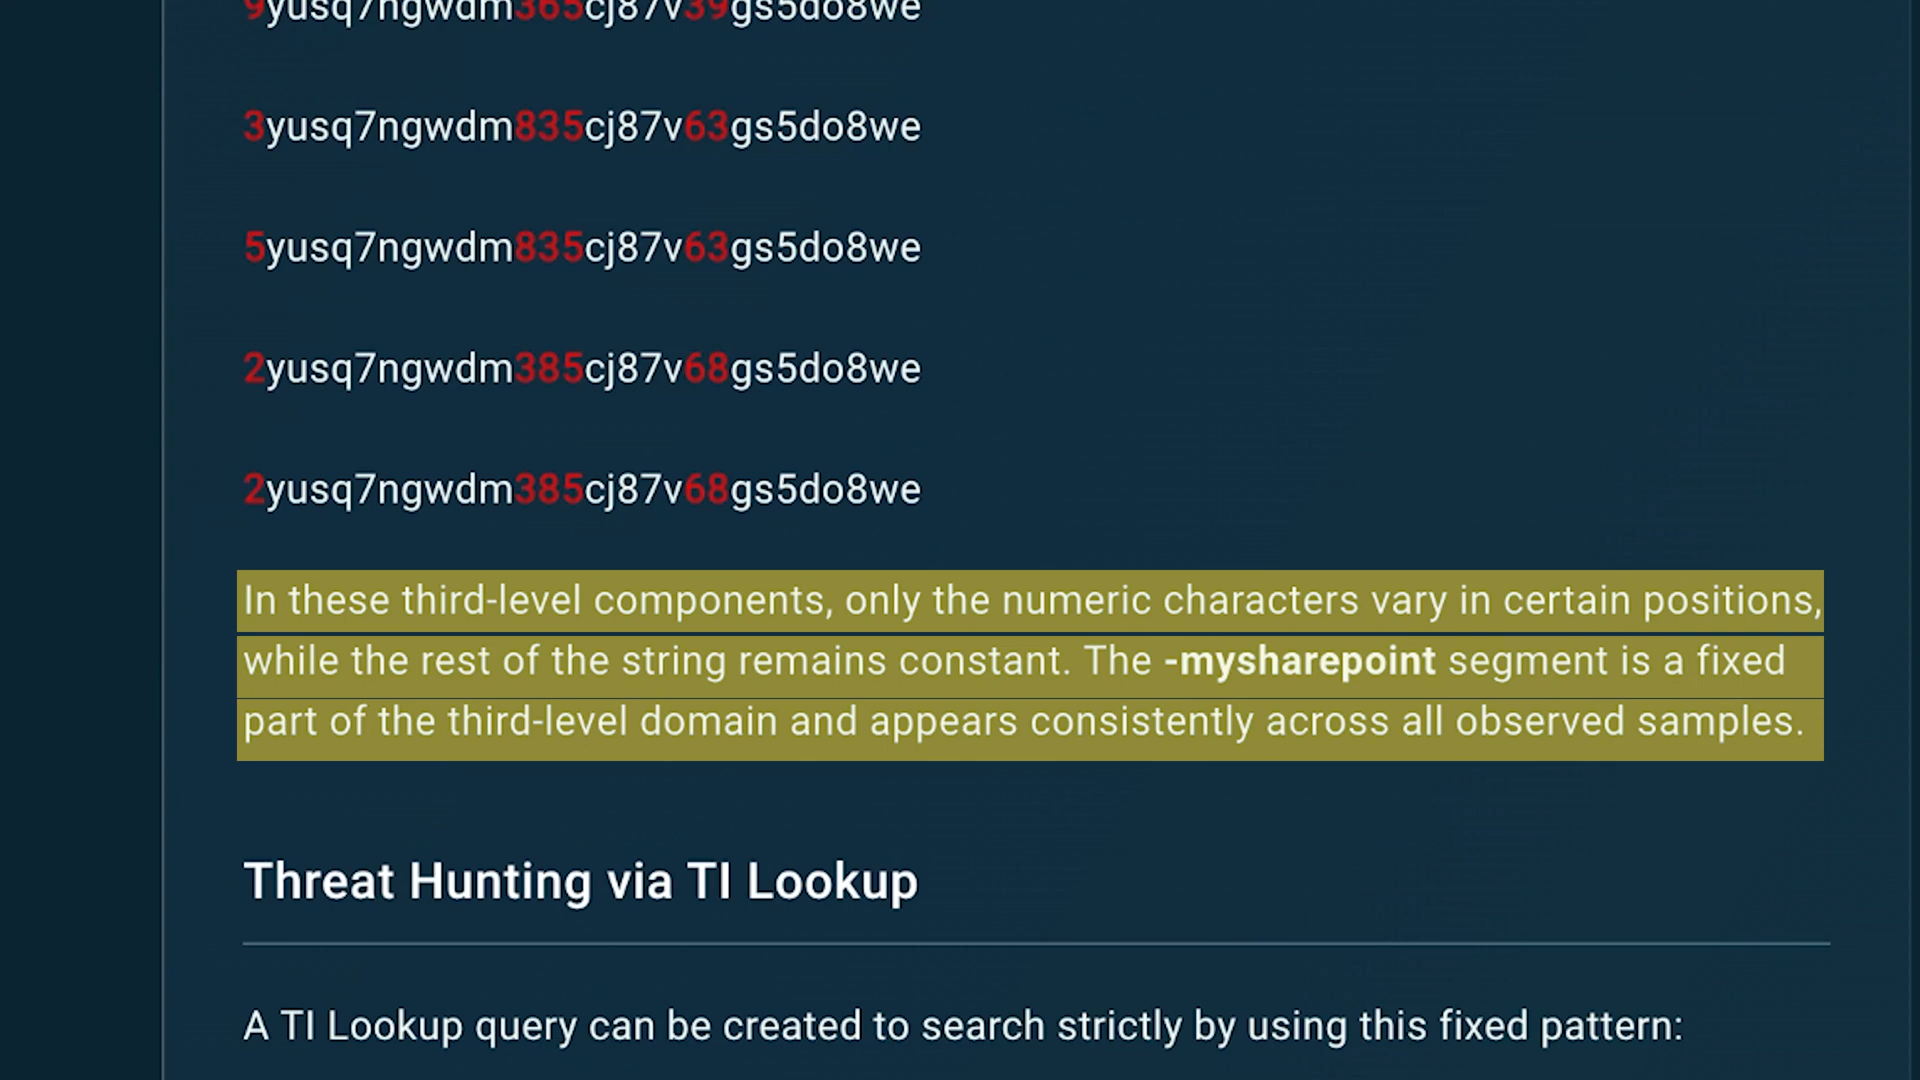 9yusq7ngwdm365cj87v39gs5do8we
3yusq7ngwdm835cj87v63gs5do8we
5yusq7ngwdm835cj87v63gs5do8we
2yusq7ngwdm385cj87v68gs5do8we
2yusq7ngwdm385cj87v68gs5do8we
In these third-level components, only the numeric characters vary in certain positions,
while the rest of the string remains constant. The -mysharepoint segment is a fixed
part of the third-level domain and appears consistently across all observed samples.
Threat Hunting via TI Lookup
A TI Lookup query can be created to search strictly by using this fixed pattern: